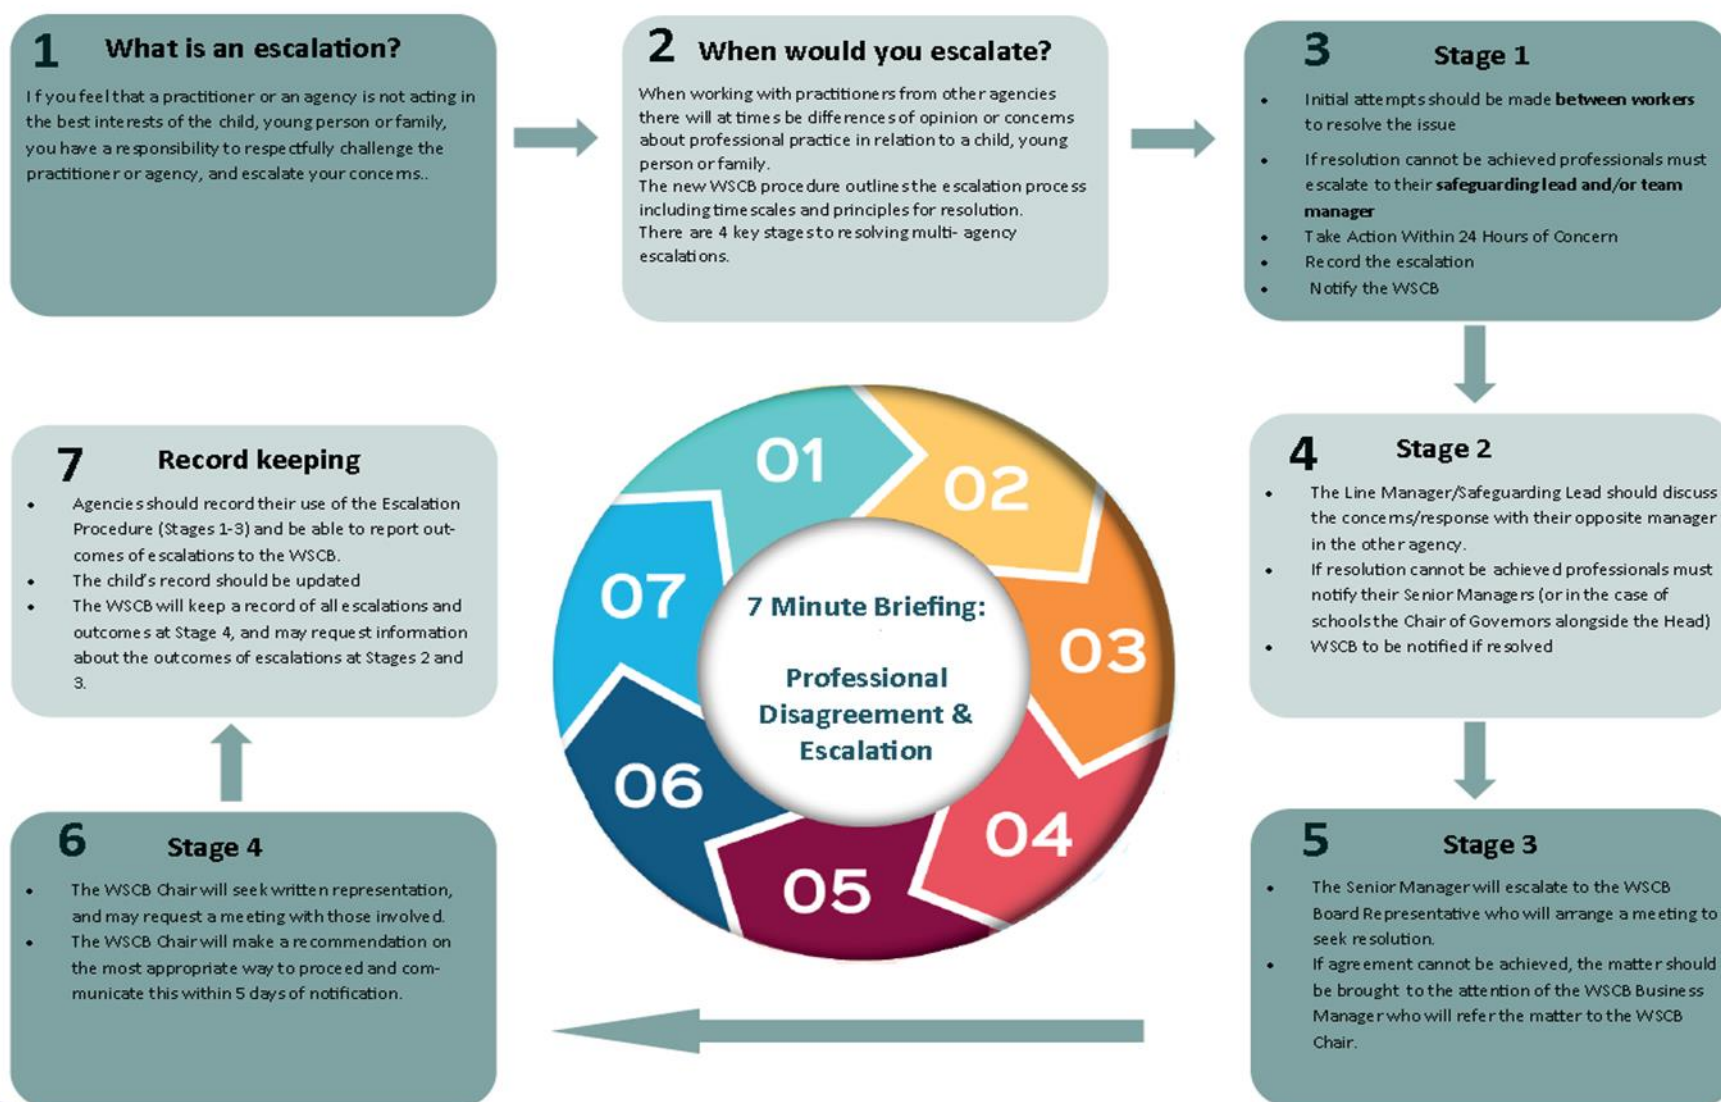 1 What is an escalation?
If you feel that a practitioner or an agency is not acting in
the best interests of the child, young person or family,
you have a responsibility to respectfully challenge the
practitioner or agency, and escalate your concerns..
2 When would you escalate?
When working with practitioners from other agencies
there will at times be differences of opinion or concerns
about professional practice in relation to a child, young
person or family.
The new WSCB procedure outlines the escalation process
including timescales and principles for resolution.
There are 4 key stages to resolving multi- agency
escalations.
3 Stage 1
• Initial attempts should be made between workers
to resolve the issue
• If resolution cannot be achieved professionals must
escalate to their safeguarding lead and/or team
manager
• Take Action Within 24 Hours of Concern
• Record the escalation
• Notify the WSCB
4 Stage 2
• The Line Manager/Safeguarding Lead should discuss
the concerns/response with their opposite manager
in the other agency.
• If resolution cannot be achieved professionals must
notify their Senior Managers (or in the case of
schools the Chair of Governors alongside the Head)
• WSCB to be notified if resolved
5 Stage 3
• The Senior Manager will escalate to the WSCB
Board Representative who will arrange a meeting to
seek resolution.
• If agreement cannot be achieved, the matter should
be brought to the attention of the WSCB Business
Manager who will refer the matter to the WSCB
Chair.
6 Stage 4
• The WSCB Chair will seek written representation,
and may request a meeting with those involved.
• The WSCB Chair will make a recommendation on
the most appropriate way to proceed and com-
municate this within 5 days of notification.
7 Record keeping
• Agencies should record their use of the Escalation
Procedure (Stages 1-3) and be able to report out-
comes of escalations to the WSCB.
• The child's record should be updated
• The WSCB will keep a record of all escalations and
outcomes at Stage 4, and may request information
about the outcomes of escalations at Stages 2 and
3.
01
02
03
04
05
06
07
7 Minute Briefing:
Professional
Disagreement &
Escalation